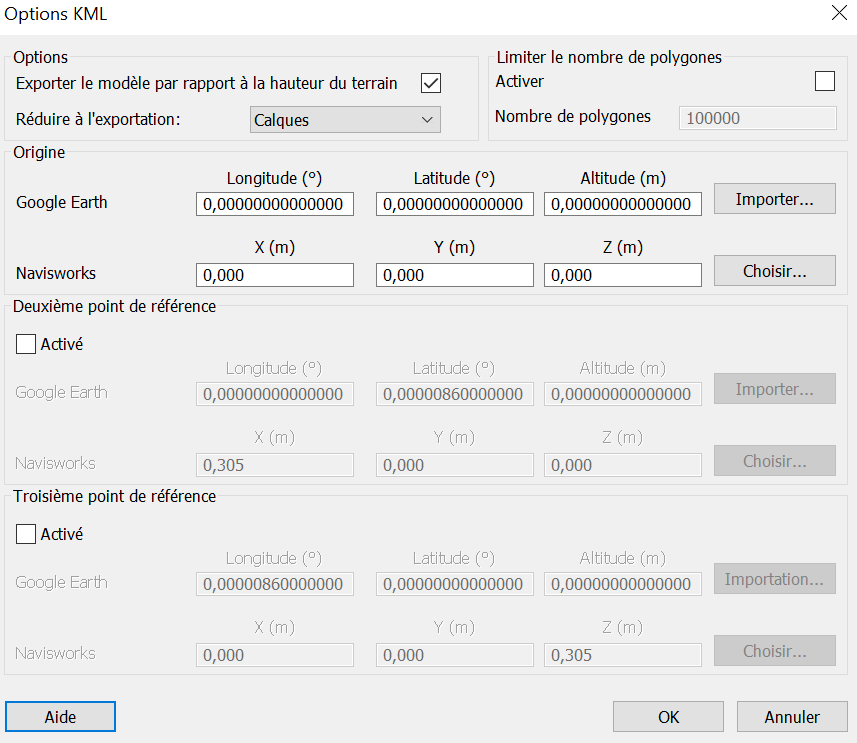 Options KML
Options
Exporter le modèle par rapport à la hauteur du terrain
Réduire à l'exportation:
Calques
Limiter le nombre de polygones
Activer
Nombre de polygones
100000
Origine
Longitude (°) Latitude (°) Altitude (m)
Google Earth 0,00000000000000 0,00000000000000 0,00000000000000 Importer...
X (m) Y (m) Z (m)
Navisworks 0,000 0,000 0,000 Choisir...
Deuxième point de référence
Activé
Longitude (°) Latitude (°) Altitude (m)
Google Earth 0,00000000000000 0,00000860000000 0,00000000000000 Importer...
X (m) Y (m) Z (m)
Navisworks 0,305 0,000 0,000 Choisir...
Troisième point de référence
Activé
Longitude (°) Latitude (°) Altitude (m)
Google Earth 0,00000860000000 0,00000000000000 0,00000000000000 Importation...
X (m) Y (m) Z (m)
Navisworks 0,000 0,000 0,305 Choisir...
Aide OK Annuler